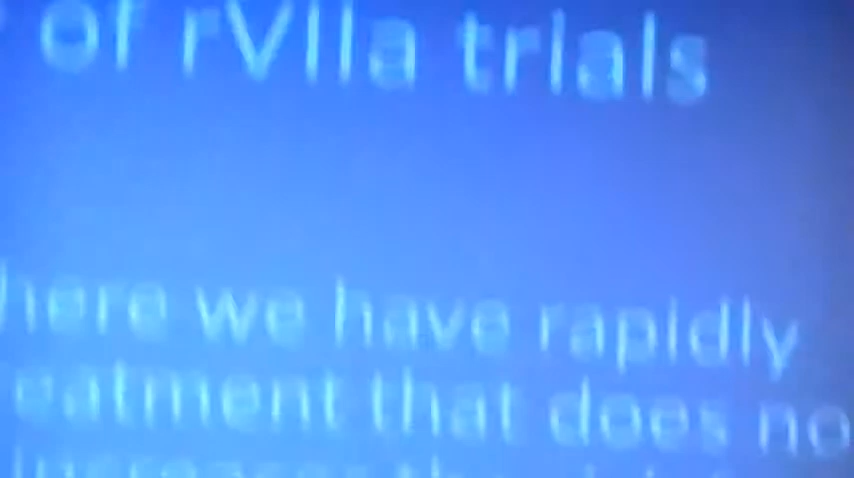 of rVIIa trials
here we have rapidly
eatment that does no